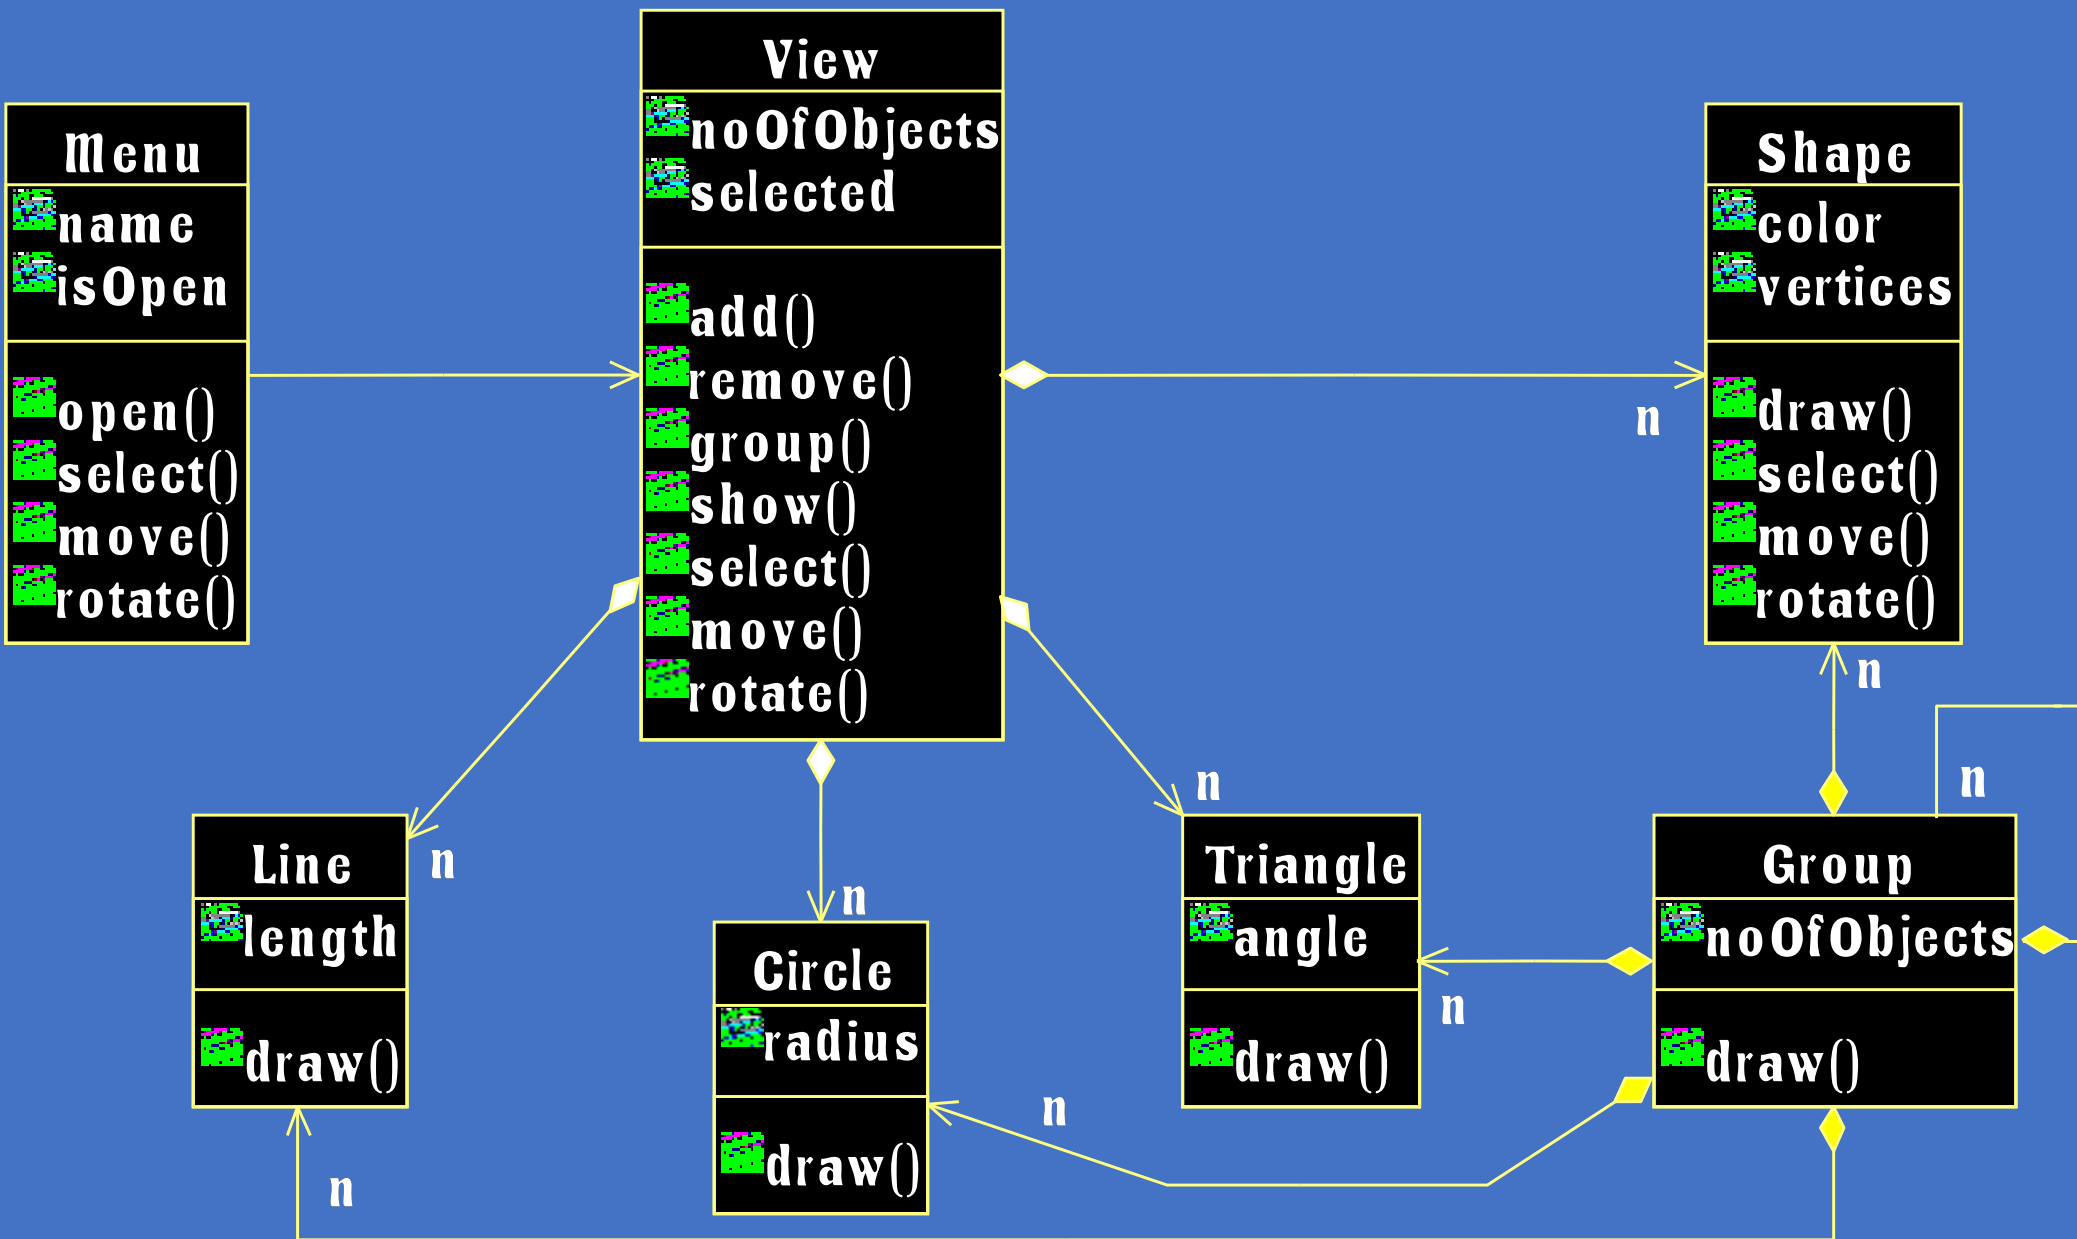 Menu
name
isOpen
open()
select()
move()
rotate()
View
noOfObjects
selected
add()
remove()
group()
show()
select()
move()
rotate()
Shape
color
vertices
draw()
select()
move()
rotate()
n
n
n
n
n
n
Line
length
draw()
Circle
radius
draw()
Triangle
angle
draw()
Group
noOfObjects
draw()
n
n
n